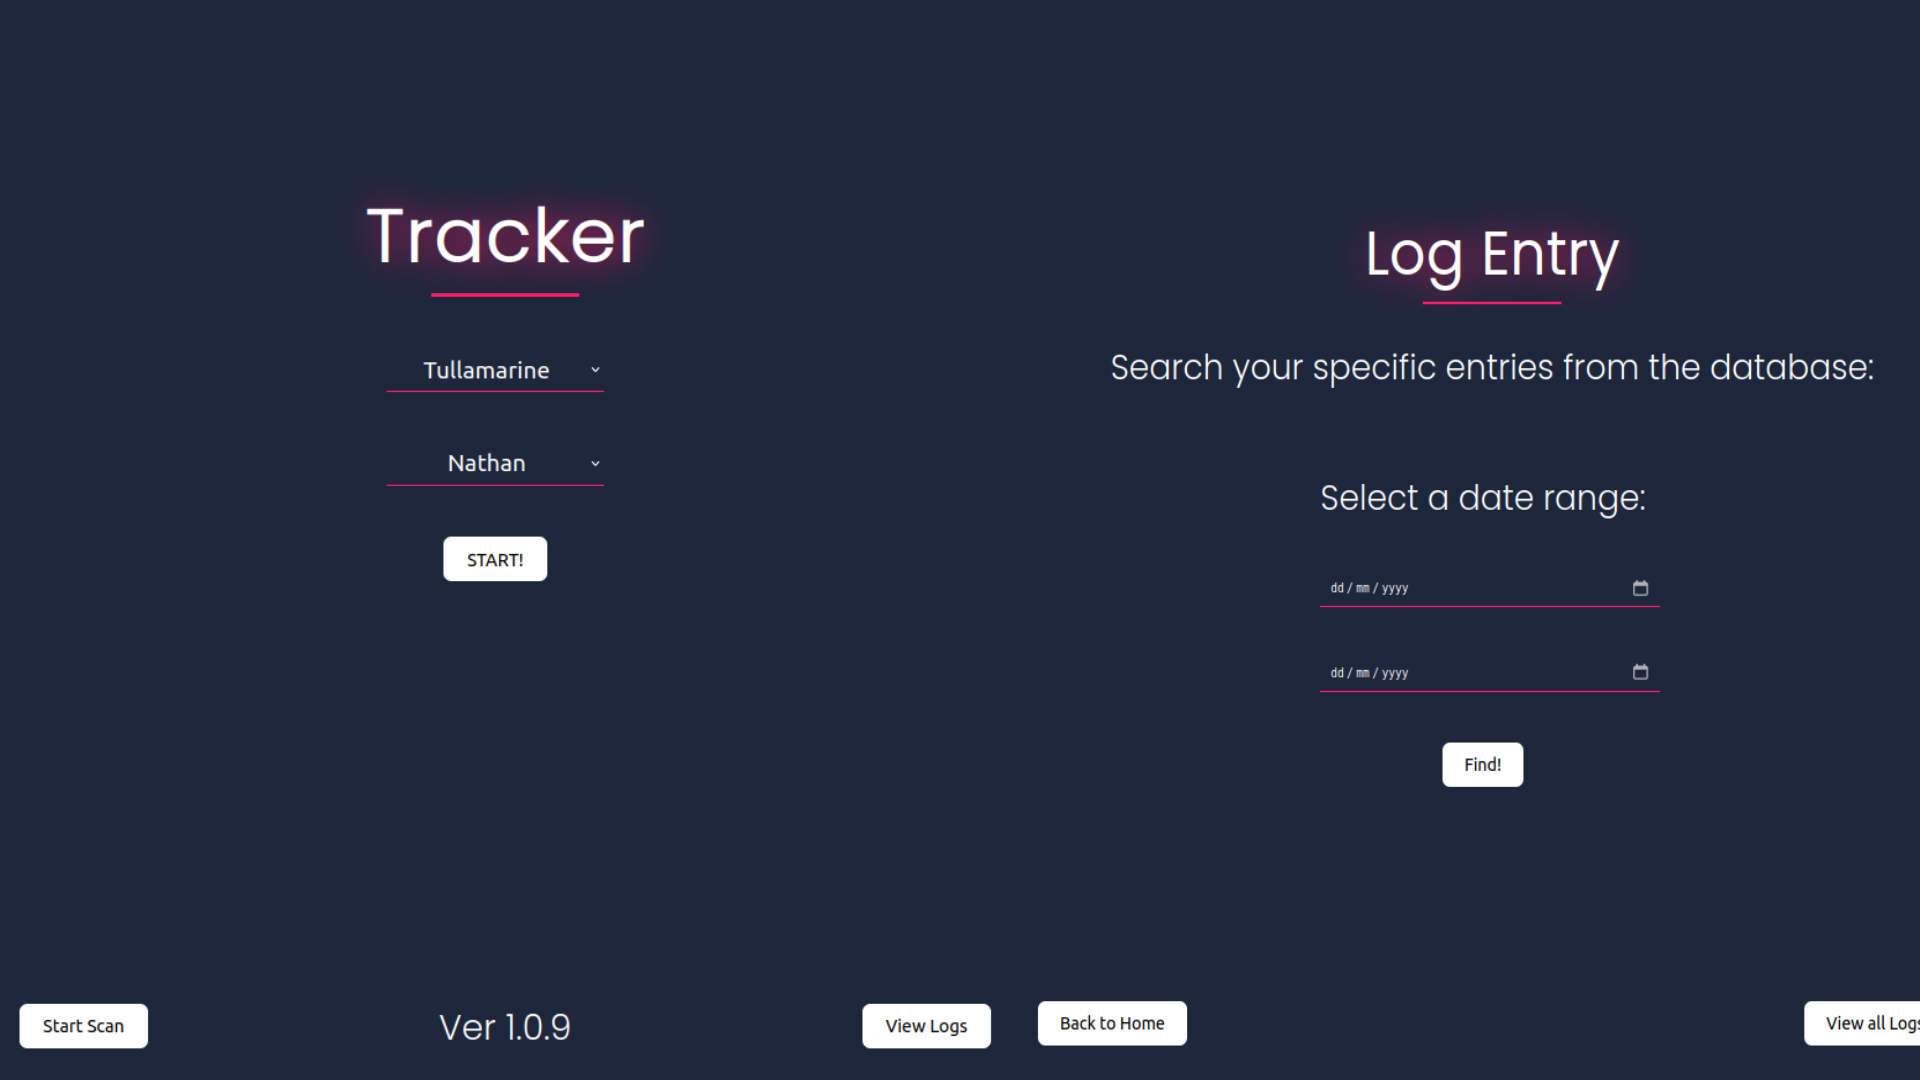 Tracker
Tullamarine
Nathan
START!
Start Scan
Ver 1.0.9
View Logs
Log Entry
Search your specific entries from the database:
Select a date range:
dd / mm / yyyy
dd / mm / yyyy
Find!
Back to Home
View all Logs